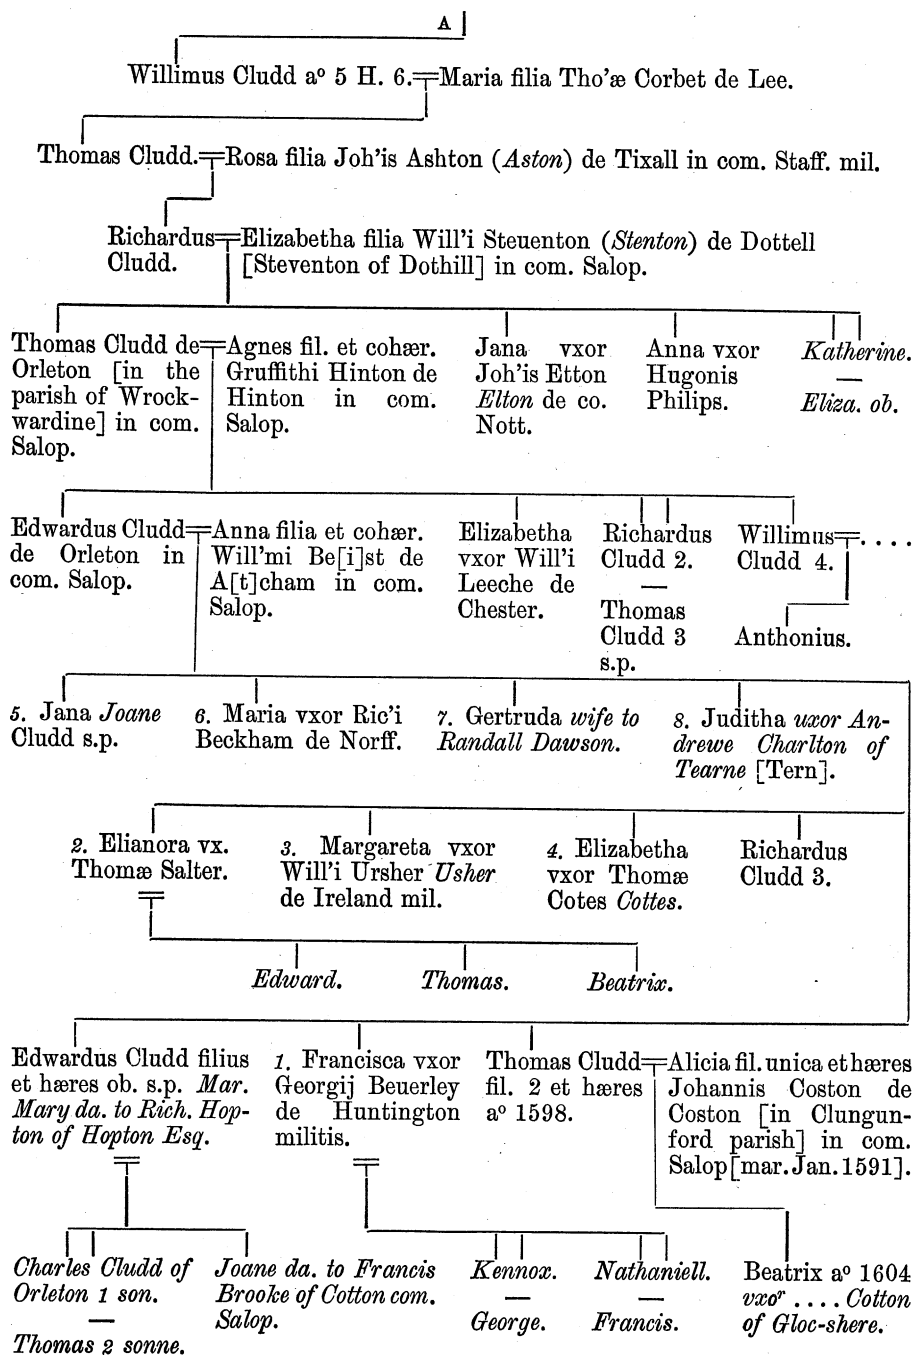 A
Willimus Cludd aº 5 H. 6.
Maria filia Tho'æ Corbet de Lee.
Thomas Cludd.
Rosa filia Joh'is Ashton (Aston) de Tixall in com. Staff. mil.
Richardus
Cludd.
Elizabetha filia Will'i Steuenton (Stenton) de Dottell
[Steventon of Dothill] in com. Salop.
Thomas Cludd de
Orleton [in the
parish of Wrock-
wardine] in com.
Salop.
Agnes fil. et cohær.
Gruffithi Hinton de
Hinton in com.
Salop.
Jana vxor
Joh'is Etton
Elton de co.
Nott.
Anna vxor
Hugonis
Philips.
Katherine.
—
Eliza. ob.
Edwardus Cludd
de Orleton in
com. Salop.
Anna filia et cohær.
Will'mi Be[i]st de
A[t]cham in com.
Salop.
Elizabetha
vxor Will'i
Leeche de
Chester.
Richardus
Cludd 2.
—
Thomas
Cludd 3
s.p.
Willimus
Cludd 4.
. . . .
Anthonius.
5. Jana Joane
Cludd s.p.
6. Maria vxor Ric'i
Beckham de Norff.
7. Gertruda wife to
Randall Dawson.
8. Juditha uxor An-
drewe Charlton of
Tearne [Tern].
2. Elianora vx.
Thomæ Salter.
3. Margareta vxor
Will'i Ursher Usher
de Ireland mil.
4. Elizabetha
vxor Thomæ
Cotes Cottes.
Richardus
Cludd 3.
Edward.
Thomas.
Beatrix.
Edwardus Cludd filius
et hæres ob. s.p. Mar.
Mary da. to Rich. Hop-
ton of Hopton Esq.
1. Francisca vxor
Georgij Beuerley
de Huntington
militis.
Thomas Cludd
fil. 2 et hæres
aº 1598.
Alicia fil. unica et hæres
Johannis Coston de
Coston [in Clungun-
ford parish] in com.
Salop [mar. Jan. 1591].
Charles Cludd of
Orleton 1 son.
—
Thomas 2 sonne.
Joane da. to Francis
Brooke of Cotton com.
Salop.
Kennox.
—
George.
Nathaniell.
—
Francis.
Beatrix aº 1604
vxoʳ . . . . Cotton
of Gloc-shere.